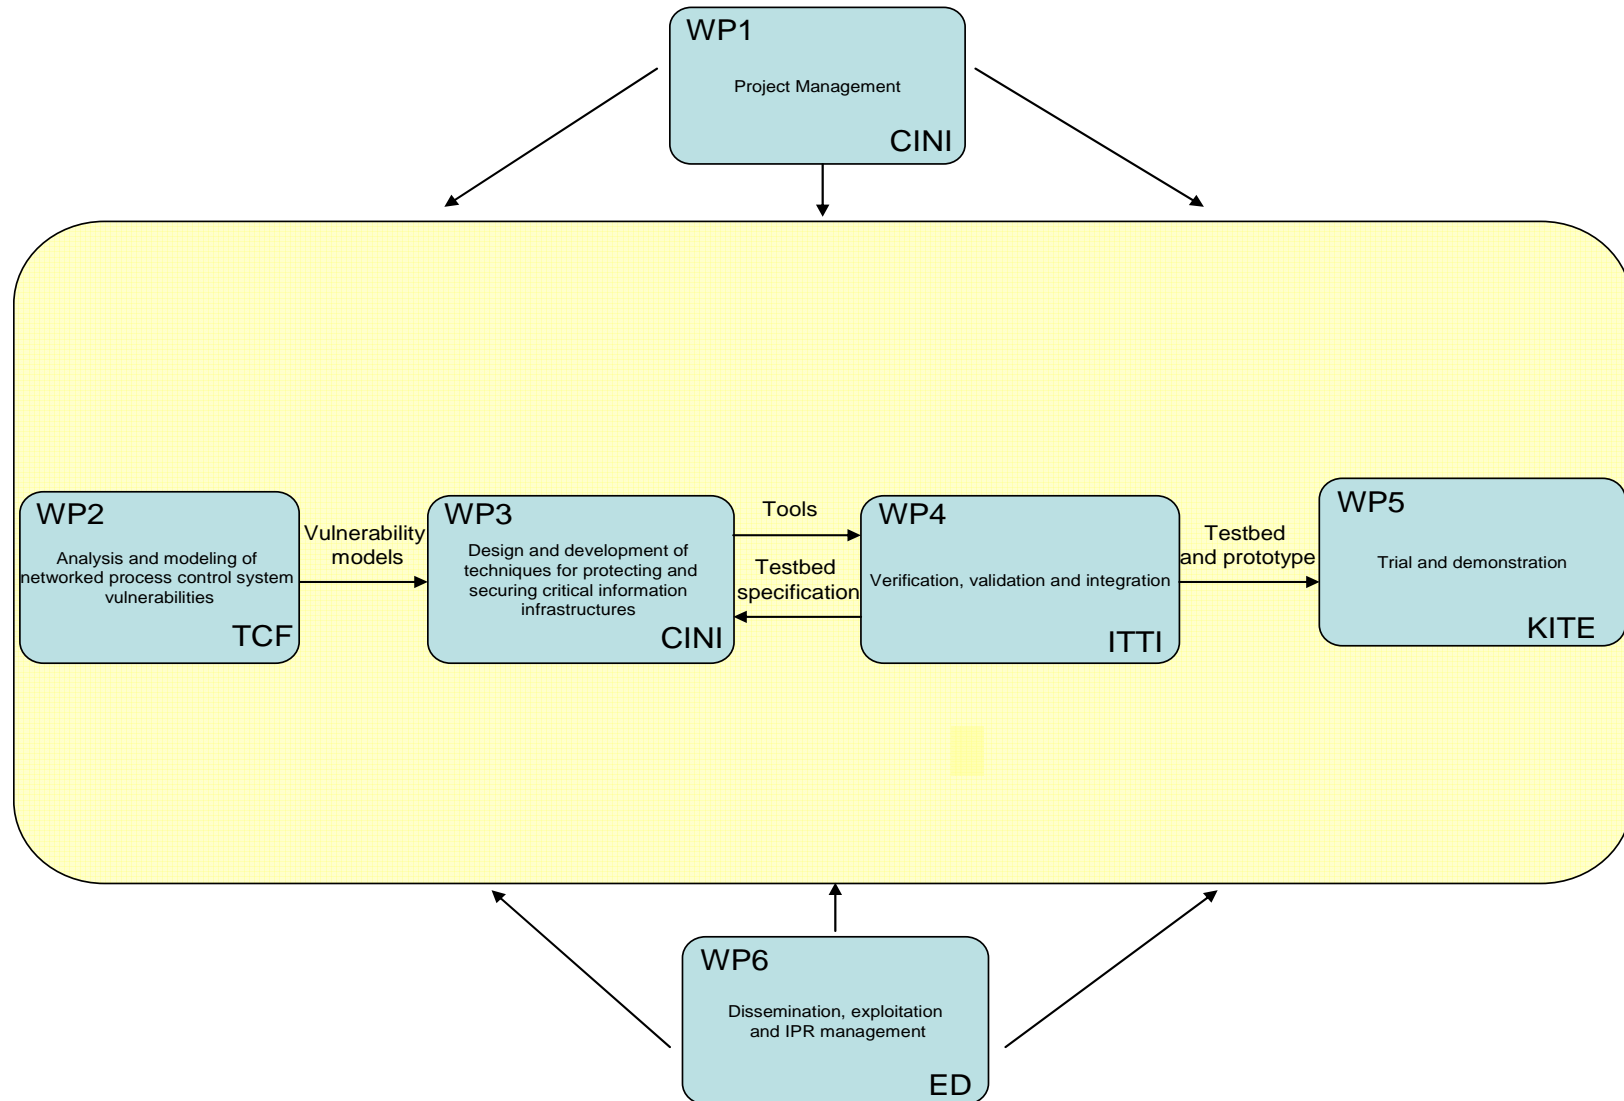 WP1
Project Management
CINI
WP2
Analysis and modeling of
networked process control system
vulnerabilities
TCF
Vulnerability
models
WP3
Design and development of
techniques for protecting and
securing critical information
infrastructures
CINI
Tools
Testbed
specification
WP4
Verification, validation and integration
ITTI
Testbed
and prototype
WP5
Trial and demonstration
KITE
WP6
Dissemination, exploitation
and IPR management
ED